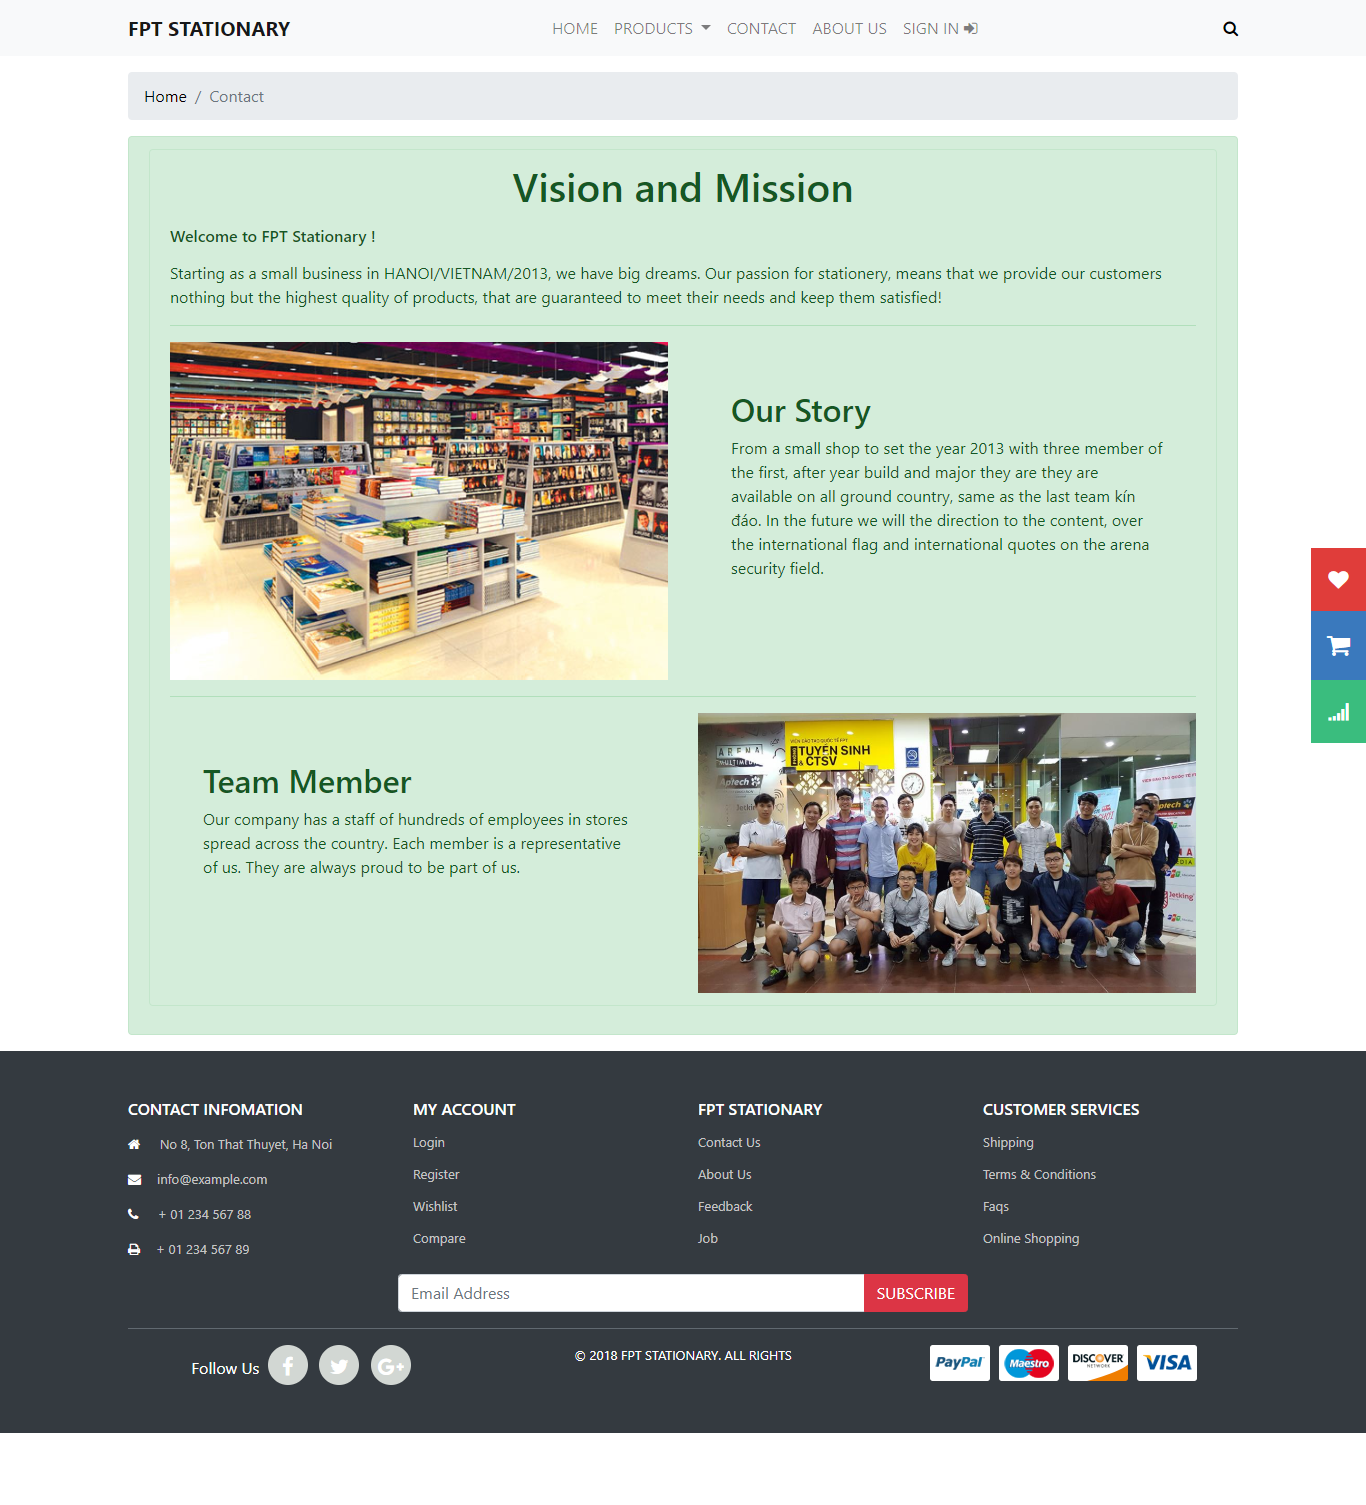 FPT STATIONARY
HOME PRODUCTS CONTACT ABOUT US SIGN IN
Home / Contact
Vision and Mission
Welcome to FPT Stationary !
Starting as a small business in HANOI/VIETNAM/2013, we have big dreams. Our passion for stationery, means that we provide our customers
nothing but the highest quality of products, that are guaranteed to meet their needs and keep them satisfied!
Our Story
From a small shop to set the year 2013 with three member of
the first, after year build and major they are they are
available on all ground country, same as the last team kín
đáo. In the future we will the direction to the content, over
the international flag and international quotes on the arena
security field.
Team Member
Our company has a staff of hundreds of employees in stores
spread across the country. Each member is a representative
of us. They are always proud to be part of us.
VIỆN ĐÀO TẠO QUỐC TẾ FPT
TUYỂN SINH
& CTSV
ARENA
MULTIMEDIA
Aptech
Jetking
Aptech
Jetking
CONTACT INFOMATION
No 8, Ton That Thuyet, Ha Noi
info@example.com
+ 01 234 567 88
+ 01 234 567 89
MY ACCOUNT
Login
Register
Wishlist
Compare
FPT STATIONARY
Contact Us
About Us
Feedback
Job
CUSTOMER SERVICES
Shipping
Terms & Conditions
Faqs
Online Shopping
Email Address SUBSCRIBE
Follow Us
© 2018 FPT STATIONARY. ALL RIGHTS
PayPal Maestro DISCOVER NETWORK VISA